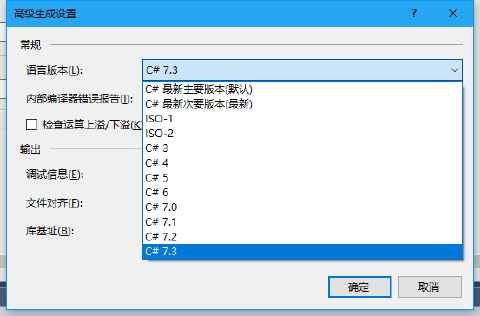 高级生成设置
常规
语言版本(L): C# 7.3
C# 最新主要版本(默认)
C# 最新次要版本(最新)
内部编译器错误报告(I):
ISO-1
检查运算上溢/下溢(K)
ISO-2
C# 3
输出
C# 4
C# 5
调试信息(E):
C# 6
文件对齐(F):
C# 7.0
C# 7.1
库基址(B):
C# 7.2
C# 7.3
确定 取消